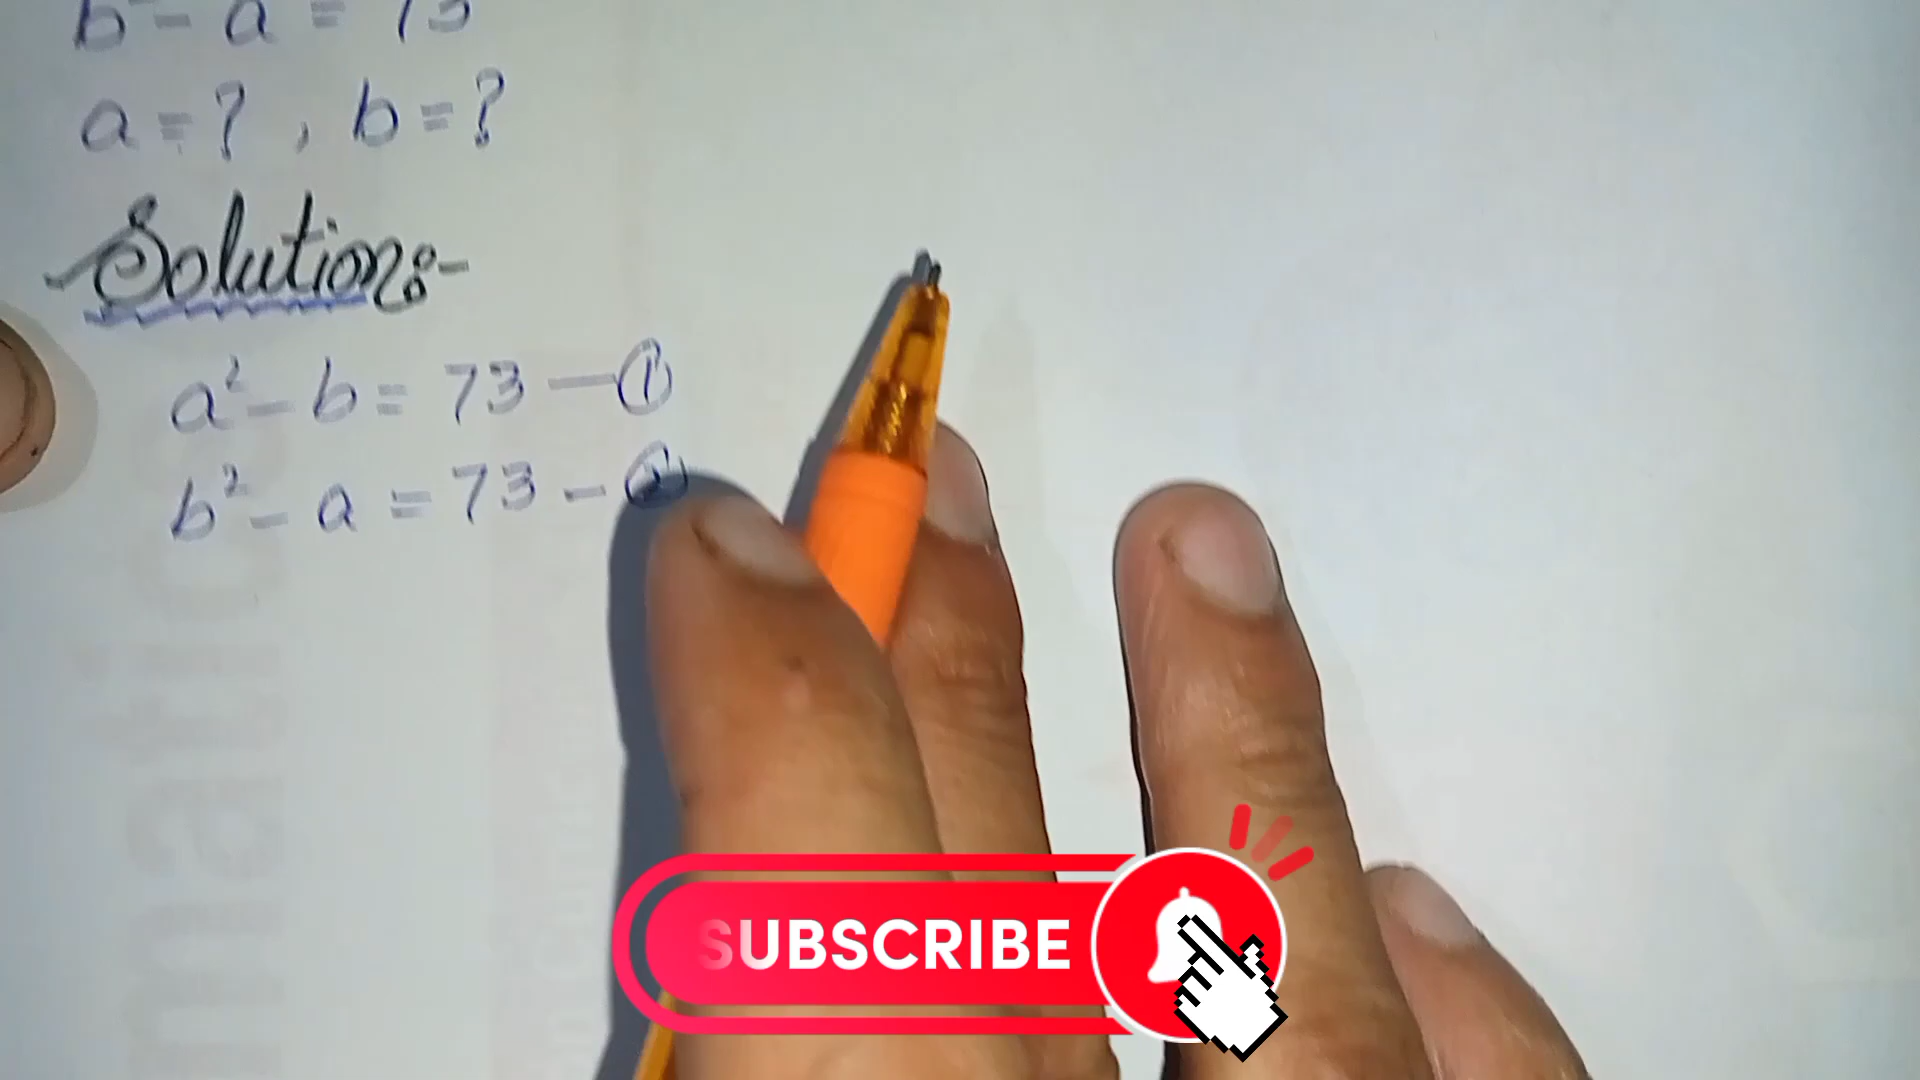 b² - a = 73
a = ? , b = ?
Solution:-
a² - b = 73 — ①
b² - a = 73 - ②
SUBSCRIBE